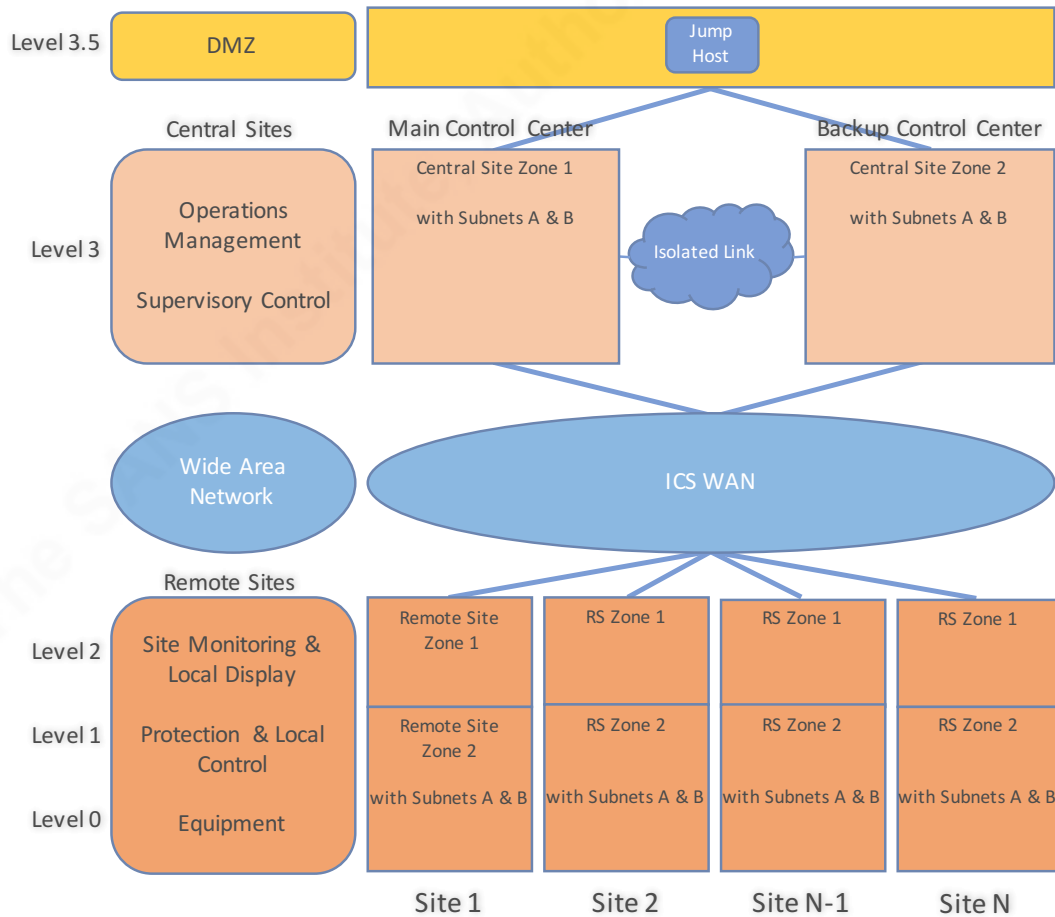 Level 3.5
DMZ
Jump
Host
Central Sites
Main Control Center
Backup Control Center
Level 3
Operations
Management
Supervisory Control
Central Site Zone 1
with Subnets A & B
Isolated Link
Central Site Zone 2
with Subnets A & B
Wide Area
Network
ICS WAN
Remote Sites
Level 2
Site Monitoring &
Local Display
Level 1
Protection & Local
Control
Level 0
Equipment
Remote Site
Zone 1
RS Zone 1
RS Zone 1
RS Zone 1
Remote Site
Zone 2
RS Zone 2
RS Zone 2
RS Zone 2
with Subnets A & B
with Subnets A & B
with Subnets A & B
with Subnets A & B
Site 1
Site 2
Site N-1
Site N
The SANS Institute